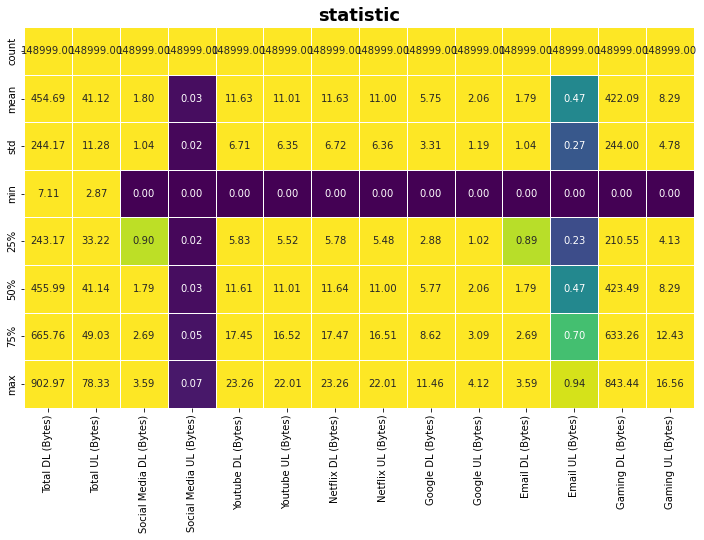 statistic
count 148999.00 148999.00 148999.00 148999.00 148999.00 148999.00 148999.00 148999.00 148999.00 148999.00 148999.00 148999.00 148999.00 148999.00
mean 454.69 41.12 1.80 0.03 11.63 11.01 11.63 11.00 5.75 2.06 1.79 0.47 422.09 8.29
std 244.17 11.28 1.04 0.02 6.71 6.35 6.72 6.36 3.31 1.19 1.04 0.27 244.00 4.78
min 7.11 2.87 0.00 0.00 0.00 0.00 0.00 0.00 0.00 0.00 0.00 0.00 0.00 0.00
25% 243.17 33.22 0.90 0.02 5.83 5.52 5.78 5.48 2.88 1.02 0.89 0.23 210.55 4.13
50% 455.99 41.14 1.79 0.03 11.61 11.01 11.64 11.00 5.77 2.06 1.79 0.47 423.49 8.29
75% 665.76 49.03 2.69 0.05 17.45 16.52 17.47 16.51 8.62 3.09 2.69 0.70 633.26 12.43
max 902.97 78.33 3.59 0.07 23.26 22.01 23.26 22.01 11.46 4.12 3.59 0.94 843.44 16.56
Total DL (Bytes)
Total UL (Bytes)
Social Media DL (Bytes)
Social Media UL (Bytes)
Youtube DL (Bytes)
Youtube UL (Bytes)
Netflix DL (Bytes)
Netflix UL (Bytes)
Google DL (Bytes)
Google UL (Bytes)
Email DL (Bytes)
Email UL (Bytes)
Gaming DL (Bytes)
Gaming UL (Bytes)